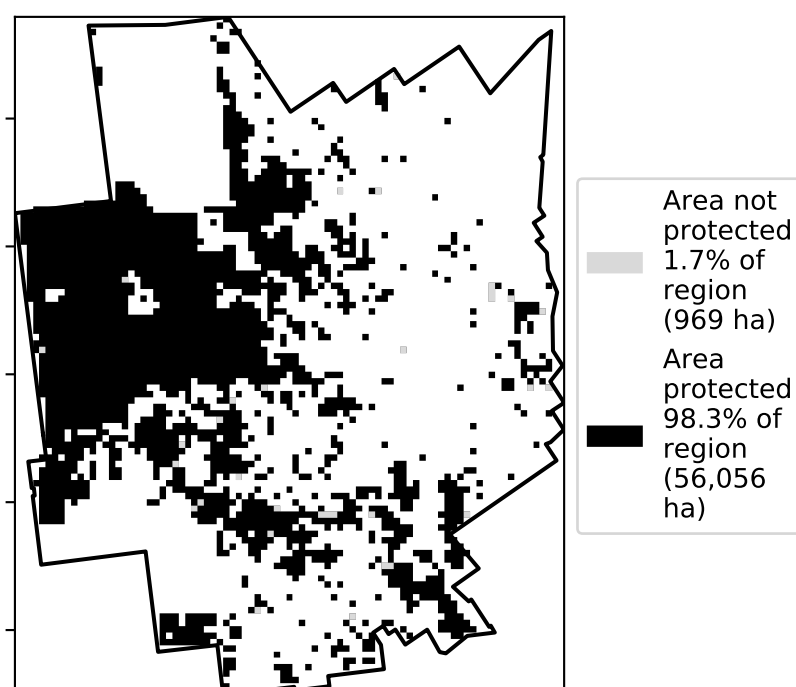 Area not
protected
1.7% of
region
(969 ha)
Area
protected
98.3% of
region
(56,056
ha)